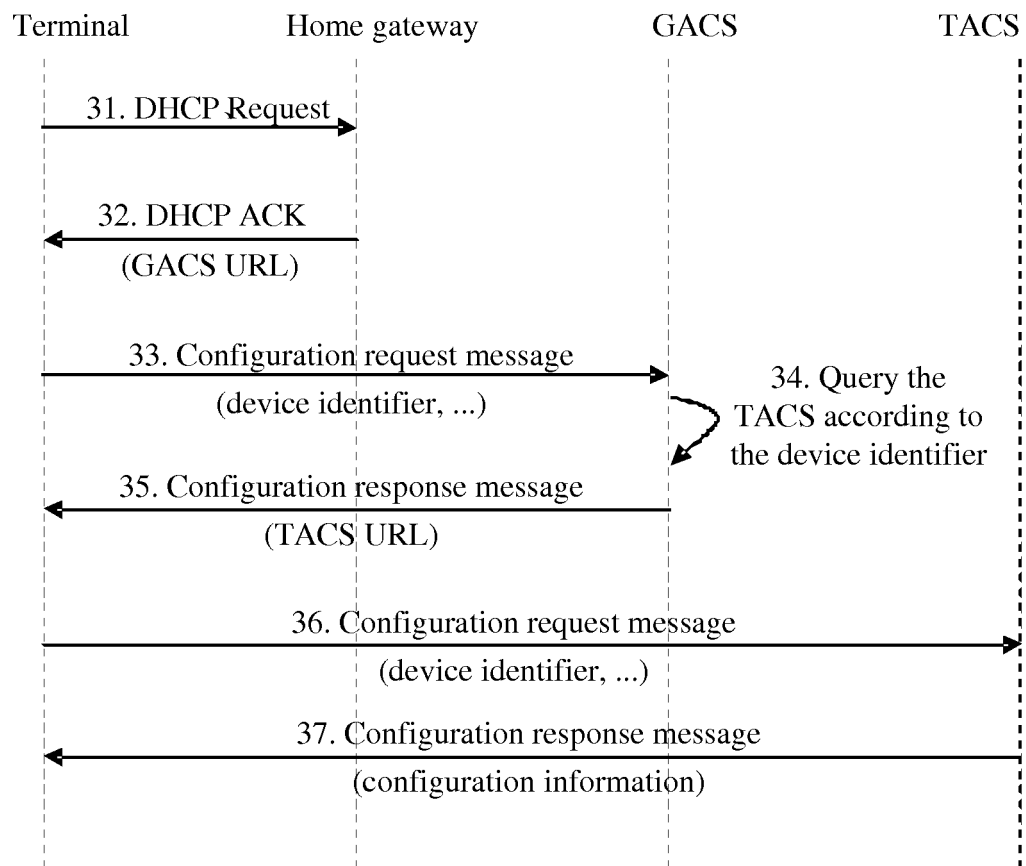 Terminal Home gateway GACS TACS
31. DHCP Request
32. DHCP ACK
(GACS URL)
33. Configuration request message
(device identifier, ...)
34. Query the
TACS according to
the device identifier
35. Configuration response message
(TACS URL)
36. Configuration request message
(device identifier, ...)
37. Configuration response message
(configuration information)